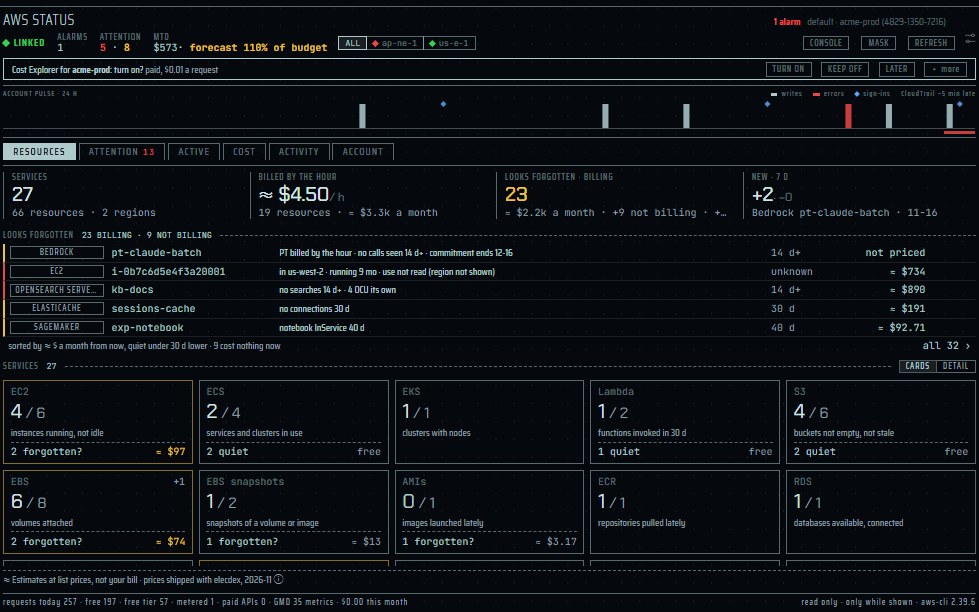 AWS STATUS
1 alarm default · acme-prod (4829-1350-7216)
LINKED
ALARMS
1
ATTENTION
5 · 8
MTD
$573· forecast 110% of budget
ALL ap-ne-1 us-e-1
CONSOLE MASK REFRESH
Cost Explorer for acme-prod: turn on? paid, $0.01 a request
TURN ON KEEP OFF LATER + more
ACCOUNT PULSE · 24 H
writes errors sign-ins CloudTrail ~5 min late
RESOURCES ATTENTION 13 ACTIVE COST ACTIVITY ACCOUNT
SERVICES
27
66 resources · 2 regions
BILLED BY THE HOUR
≈ $4.50/h
19 resources · ≈ $3.3k a month
LOOKS FORGOTTEN · BILLING
23
≈ $2.2k a month · +9 not billing · +…
NEW · 7 D
+2 -0
Bedrock pt-claude-batch · 11-16
LOOKS FORGOTTEN 23 BILLING · 9 NOT BILLING
BEDROCK pt-claude-batch PT billed by the hour · no calls seen 14 d+ · commitment ends 12-16 14 d+ not priced
EC2 i-0b7c6d5e4f3a20001 in us-west-2 · running 9 mo · use not read (region not shown) unknown ≈ $734
OPENSEARCH SERVE… kb-docs no searches 14 d+ · 4 OCU its own 14 d+ ≈ $890
ELASTICACHE sessions-cache no connections 30 d 30 d ≈ $191
SAGEMAKER exp-notebook notebook InService 40 d 40 d ≈ $92.71
sorted by ≈ $ a month from now, quiet under 30 d lower · 9 cost nothing now all 32 ›
SERVICES 27 CARDS DETAIL
EC2
4/6
instances running, not idle
2 forgotten? ≈ $97
ECS
2/4
services and clusters in use
2 quiet free
EKS
1/1
clusters with nodes
Lambda
1/2
functions invoked in 30 d
1 quiet free
S3
4/6
buckets not empty, not stale
2 quiet free
EBS +1
6/8
volumes attached
2 forgotten? ≈ $74
EBS snapshots
1/2
snapshots of a volume or image
1 forgotten? ≈ $13
AMIs
0/1
images launched lately
1 forgotten? ≈ $3.17
ECR
1/1
repositories pulled lately
RDS
1/1
databases available, connected
≈ Estimates at list prices, not your bill · prices shipped with elecdex, 2026-11 ⓘ
requests today 257 · free 197 · free tier 57 · metered 1 · paid APIs 0 · GMD 35 metrics · $0.00 this month
read only · only while shown · aws-cli 2.39.6